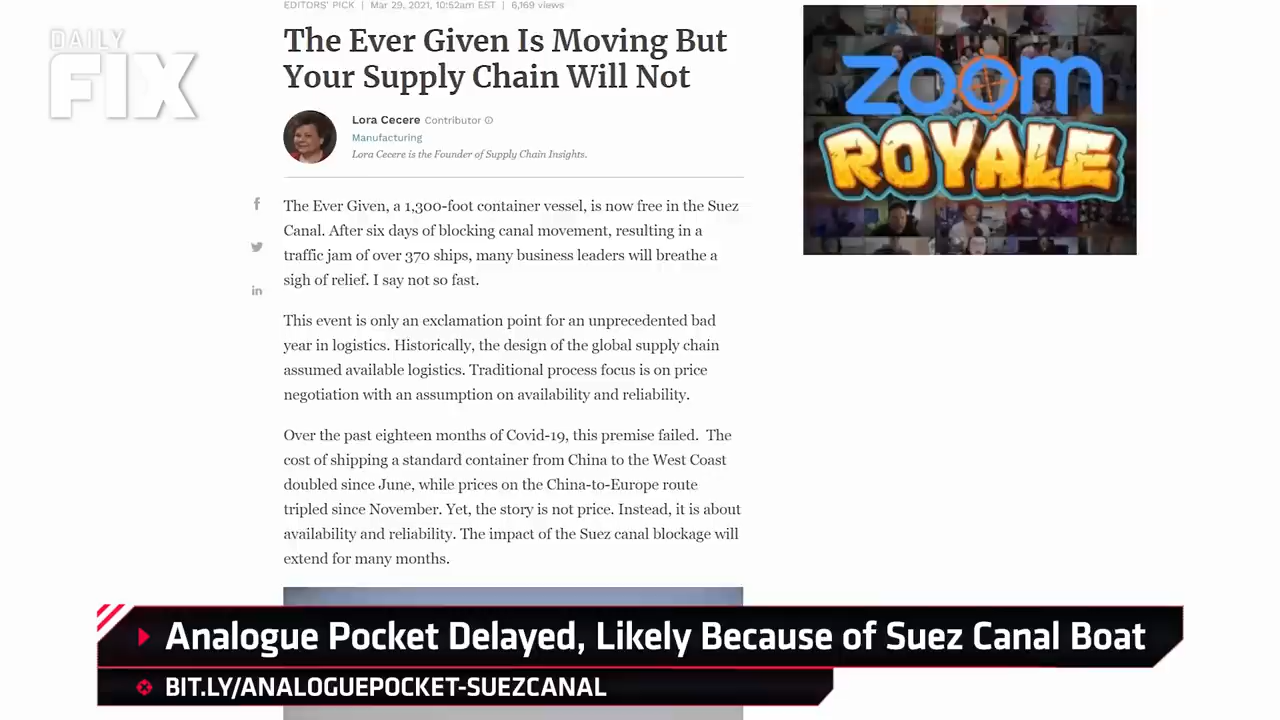 DAILY
FIX
EDITORS' PICK | Mar 29, 2021, 10:52am EST | 6,169 views
The Ever Given Is Moving But
Your Supply Chain Will Not
Lora Cecere Contributor
Manufacturing
Lora Cecere is the Founder of Supply Chain Insights.
f
in
The Ever Given, a 1,300-foot container vessel, is now free in the Suez
Canal. After six days of blocking canal movement, resulting in a
traffic jam of over 370 ships, many business leaders will breathe a
sigh of relief. I say not so fast.
This event is only an exclamation point for an unprecedented bad
year in logistics. Historically, the design of the global supply chain
assumed available logistics. Traditional process focus is on price
negotiation with an assumption on availability and reliability.
Over the past eighteen months of Covid-19, this premise failed. The
cost of shipping a standard container from China to the West Coast
doubled since June, while prices on the China-to-Europe route
tripled since November. Yet, the story is not price. Instead, it is about
availability and reliability. The impact of the Suez canal blockage will
extend for many months.
zoom
ROYALE
Analogue Pocket Delayed, Likely Because of Suez Canal Boat
BIT.LY/ANALOGUEPOCKET-SUEZCANAL